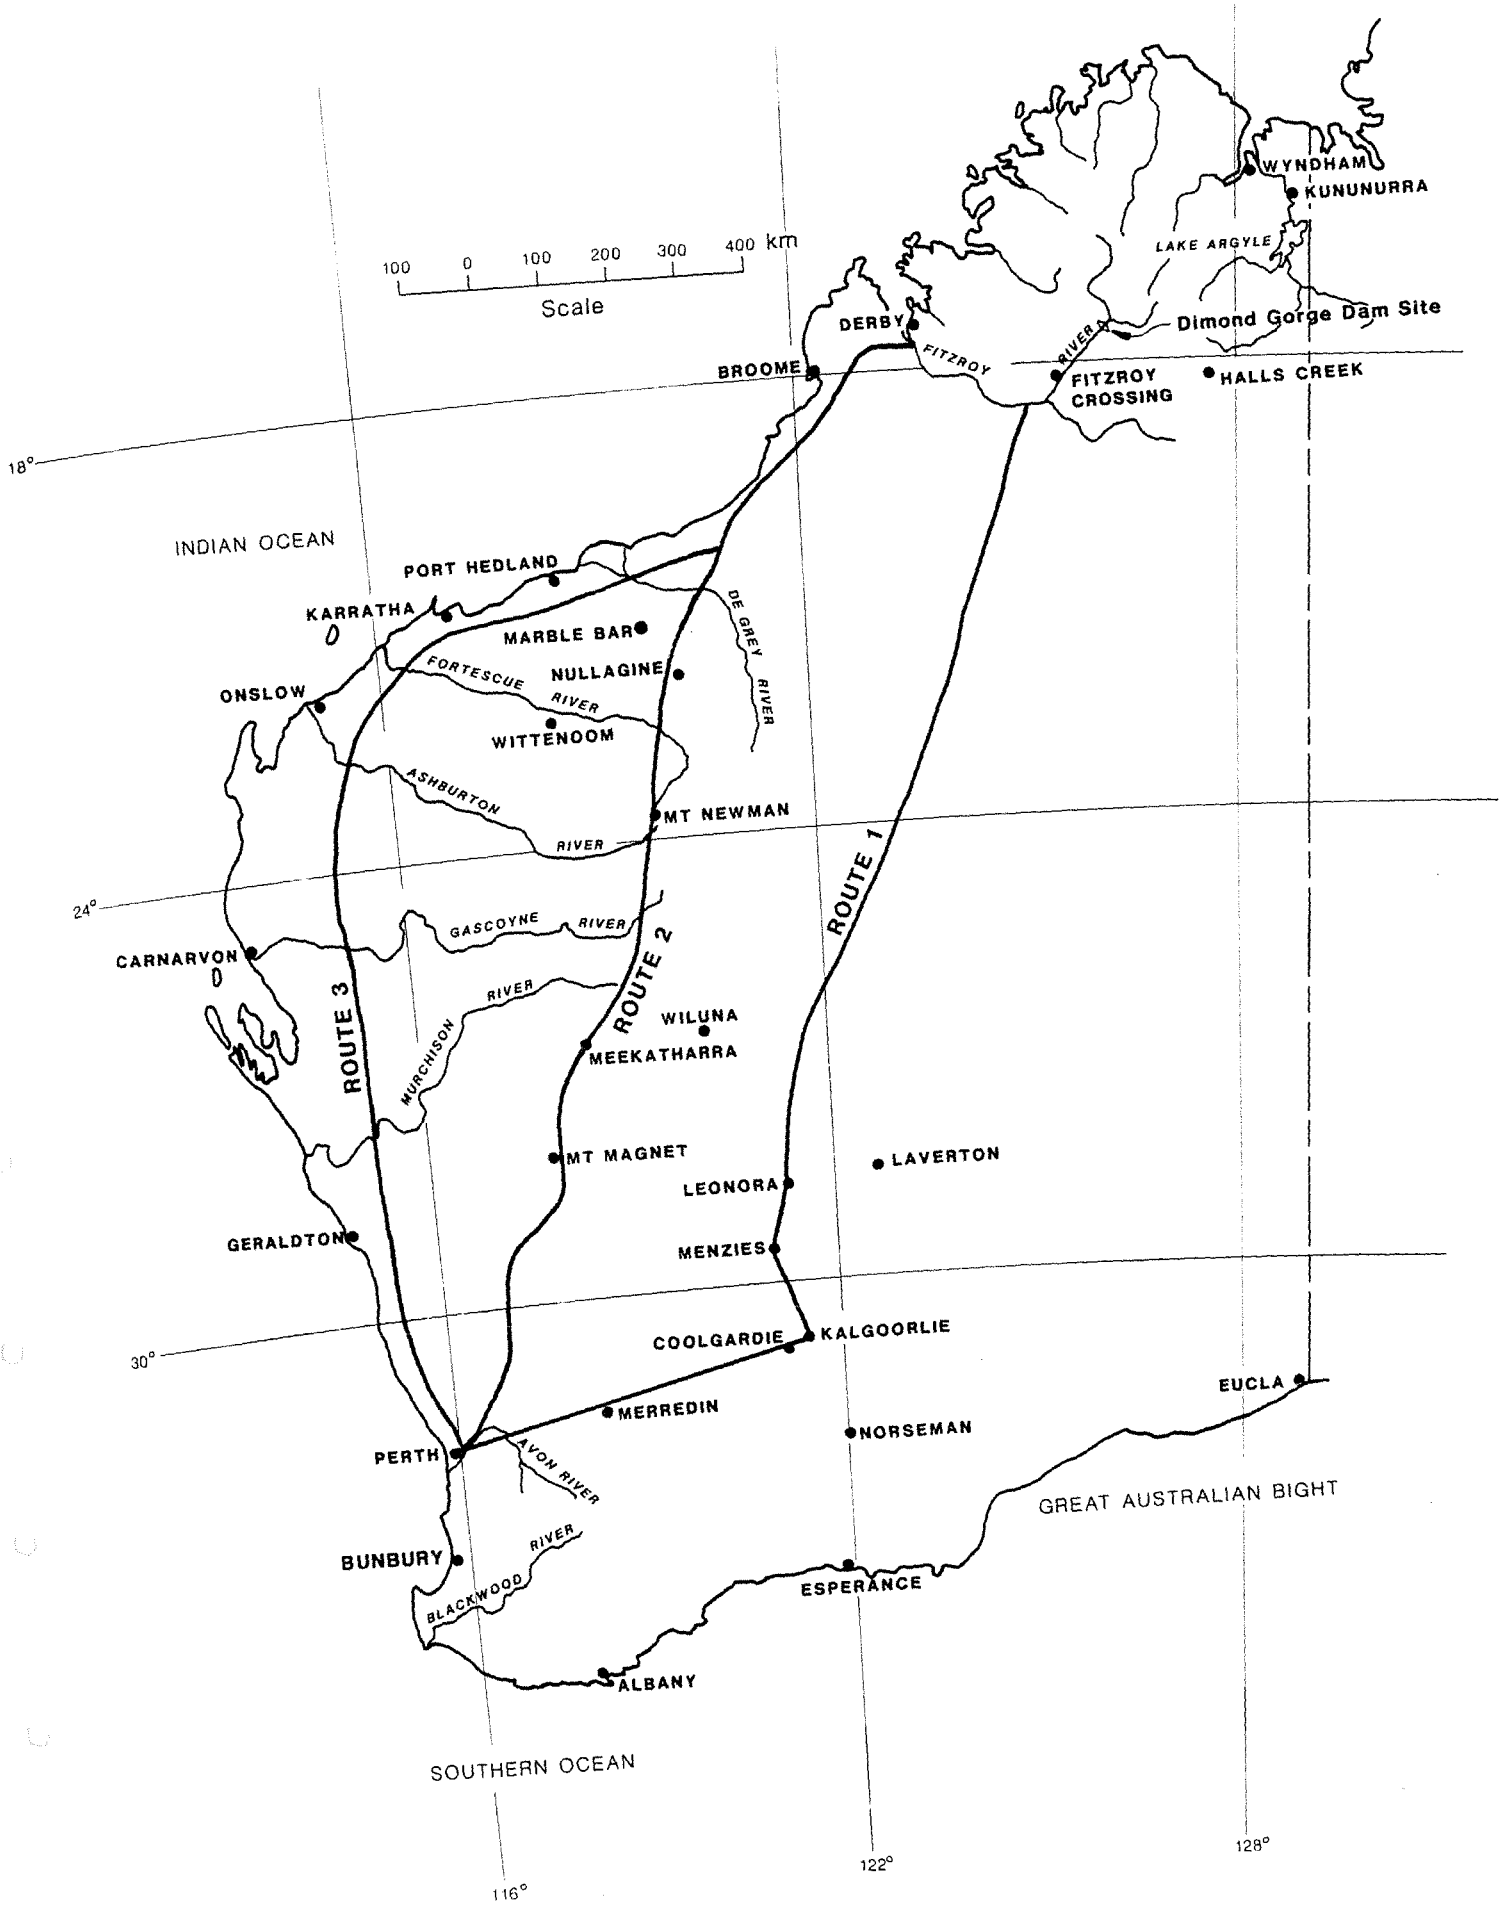 WYNDHAM
KUNUNURRA
LAKE ARGYLE
100 0 100 200 300 400 km
Scale
DERBY
Dimond Gorge Dam Site
FITZROY
RIVER
BROOME
FITZROY
CROSSING
HALLS CREEK
18°
INDIAN OCEAN
PORT HEDLAND
KARRATHA
MARBLE BAR
DE GREY RIVER
NULLAGINE
FORTESCUE RIVER
ONSLOW
WITTENOOM
ASHBURTON
RIVER
MT NEWMAN
ROUTE 1
24°
GASCOYNE RIVER
CARNARVON
ROUTE 2
ROUTE 3
MURCHISON
RIVER
WILUNA
MEEKATHARRA
MT MAGNET
LAVERTON
LEONORA
GERALDTON
MENZIES
30°
COOLGARDIE
KALGOORLIE
EUCLA
MERREDIN
NORSEMAN
PERTH
AVON RIVER
GREAT AUSTRALIAN BIGHT
BUNBURY
BLACKWOOD
RIVER
ESPERANCE
ALBANY
SOUTHERN OCEAN
116°
122°
128°